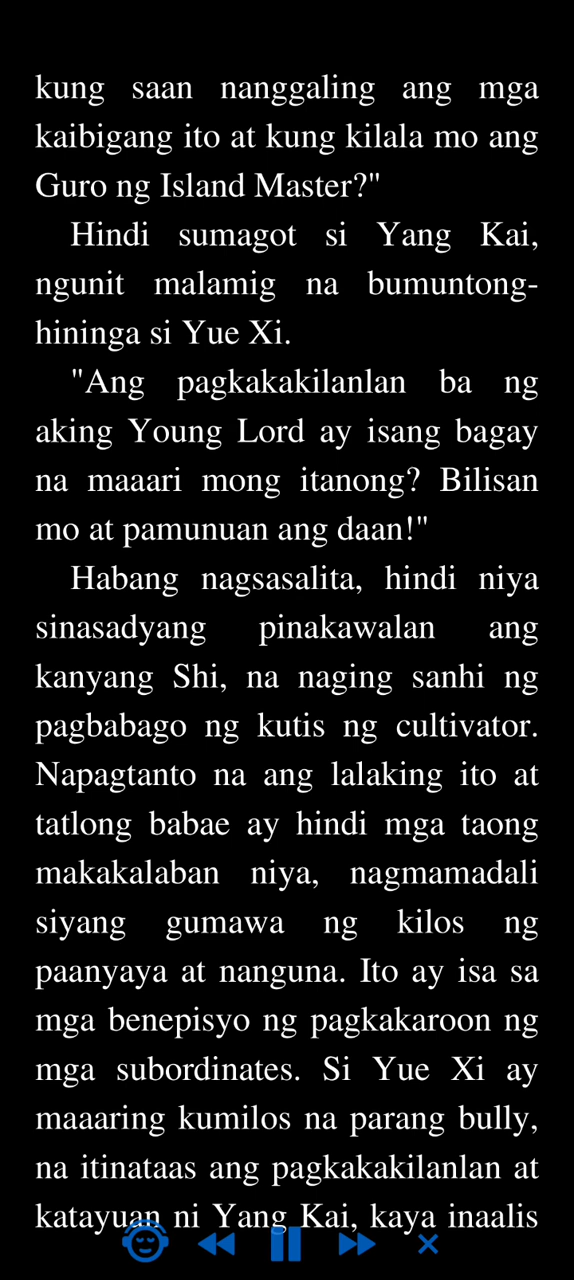 kung saan nanggaling ang mga
kaibigang ito at kung kilala mo ang
Guro ng Island Master?"
Hindi sumagot si Yang Kai,
ngunit malamig na bumuntong-
hininga si Yue Xi.
"Ang pagkakakilanlan ba ng
aking Young Lord ay isang bagay
na maaari mong itanong? Bilisan
mo at pamunuan ang daan!"
Habang nagsasalita, hindi niya
sinasadyang pinakawalan ang
kanyang Shi, na naging sanhi ng
pagbabago ng kutis ng cultivator.
Napagtanto na ang lalaking ito at
tatlong babae ay hindi mga taong
makakalaban niya, nagmamadali
siyang gumawa ng kilos ng
paanyaya at nanguna. Ito ay isa sa
mga benepisyo ng pagkakaroon ng
mga subordinates. Si Yue Xi ay
maaaring kumilos na parang bully,
na itinataas ang pagkakakilanlan at
katayuan ni Yang Kai, kaya inaalis